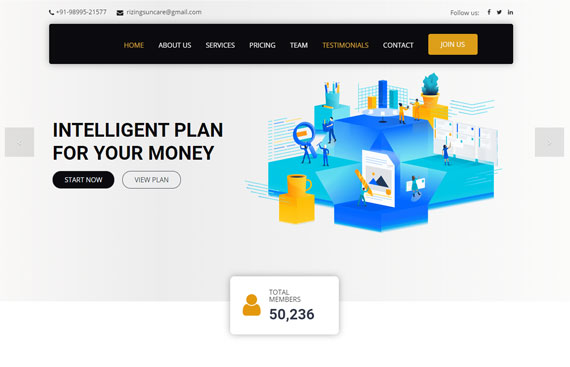 +91-98995-21577 rizingsuncare@gmail.com Follow us:
HOME ABOUT US SERVICES PRICING TEAM TESTIMONIALS CONTACT JOIN US
INTELLIGENT PLAN
FOR YOUR MONEY
START NOW VIEW PLAN
TOTAL
MEMBERS
50,236